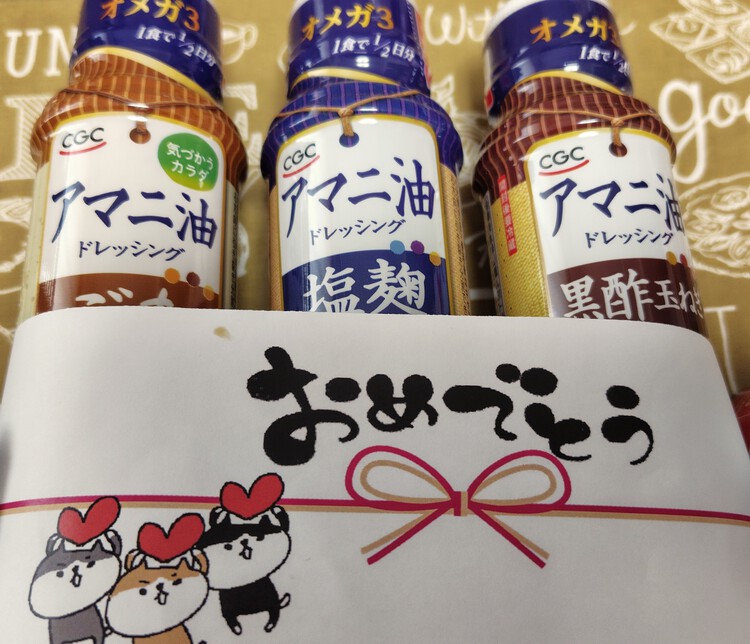 オメガ3
1食で1/2日分
CGC
気づかう
カラダ
アマニ油
ドレッシング
オメガ3
1食で1/2日分
CGC
アマニ油
ドレッシング
塩麹
オメガ3
CGC
アマニ油
ドレッシング
黒酢玉ねぎ
おめでとう